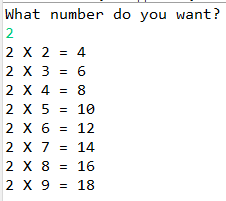 What number do you want?
2
2 X 2 = 4
2 X 3 = 6
2 X 4 = 8
2 X 5 = 10
2 X 6 = 12
2 X 7 = 14
2 X 8 = 16
2 X 9 = 18